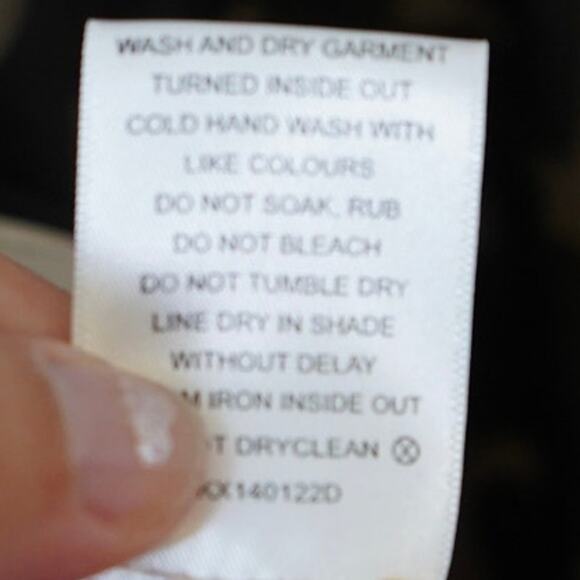 WASH AND DRY GARMENT
TURNED INSIDE OUT
COLD HAND WASH WITH
LIKE COLOURS
DO NOT SOAK, RUB
DO NOT BLEACH
DO NOT TUMBLE DRY
LINE DRY IN SHADE
WITHOUT DELAY
IRON INSIDE OUT
DRYCLEAN Ⓧ